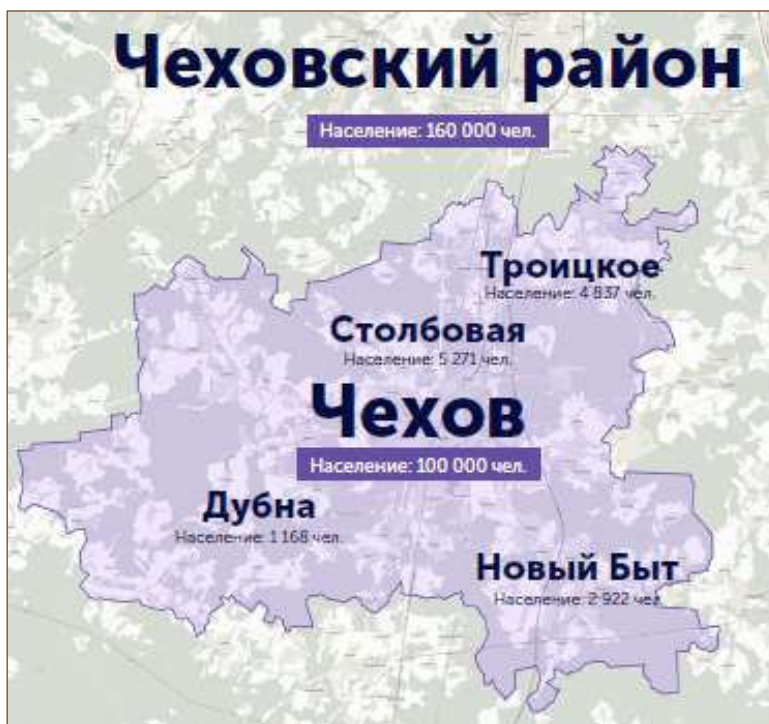 Чеховский район
Население: 160 000 чел.
Троицкое
Население: 4 837 чел.
Столбовая
Население: 5 271 чел.
Чехов
Население: 100 000 чел.
Дубна
Население: 1 168 чел.
Новый Быт
Население: 2 922 чел